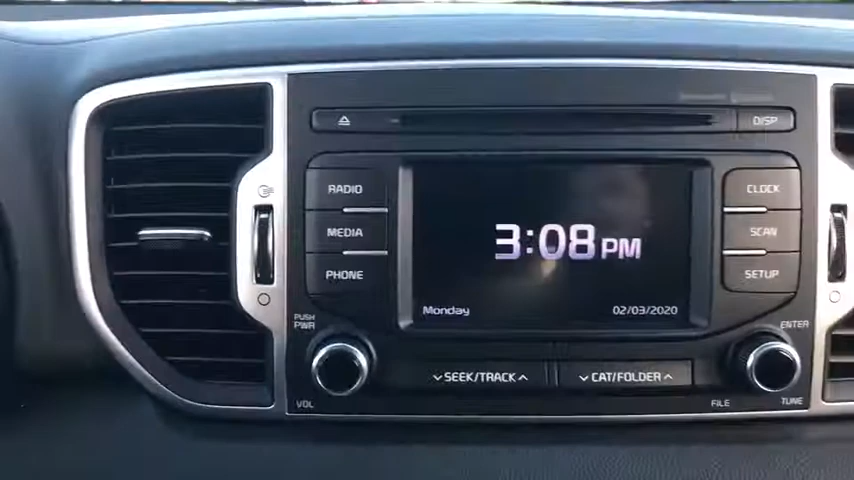 DISP
RADIO
MEDIA
PHONE
3:08 PM
Monday
02/03/2020
CLOCK
SCAN
SETUP
PUSH
PWR
VOL
SEEK/TRACK
CAT/FOLDER
ENTER
FILE
TUNE